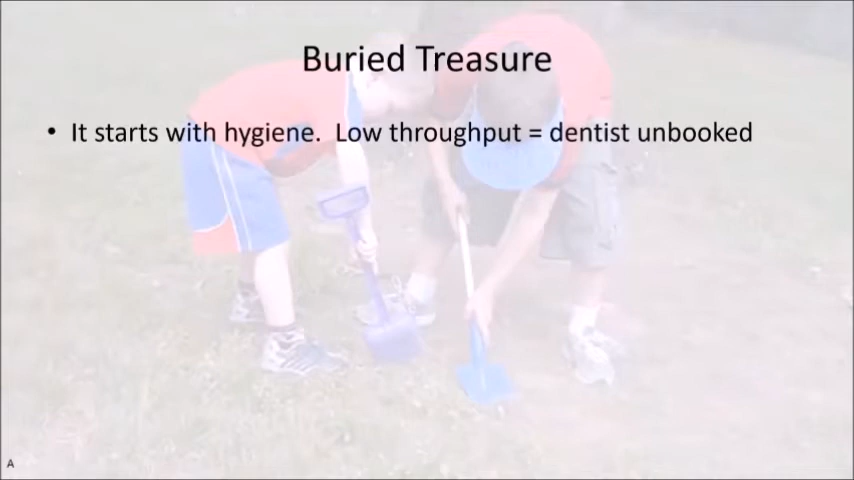 Buried Treasure
• It starts with hygiene.  Low throughput = dentist unbooked
A